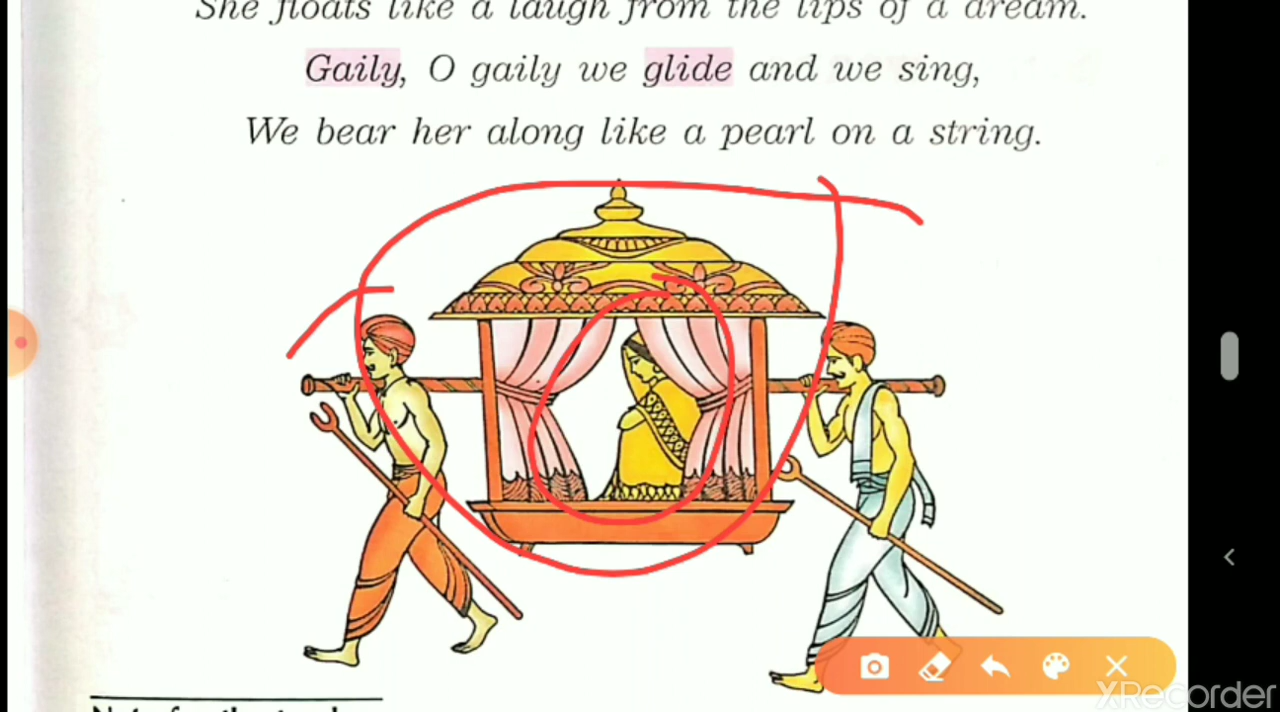 She floats like a laugh from the lips of a dream.
Gaily, O gaily we glide and we sing,
We bear her along like a pearl on a string.
XRecorder